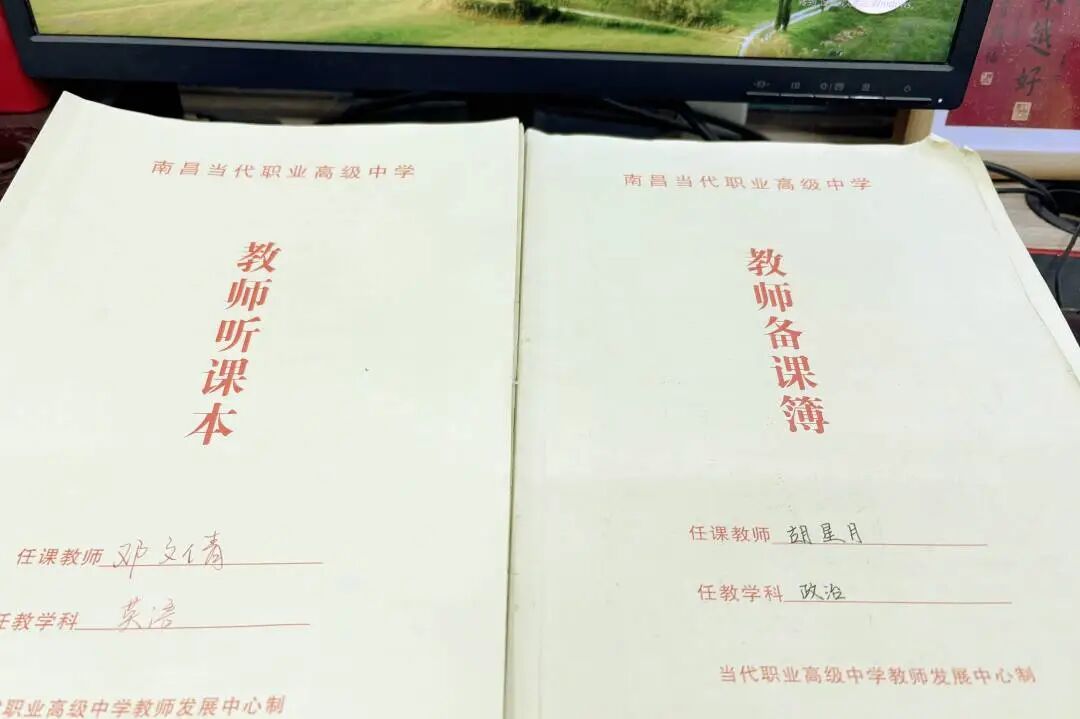 南昌当代职业高级中学
教师听课本
任课教师 邓文倩
任教学科 英语
职业高级中学教师发展中心制
南昌当代职业高级中学
教师备课簿
任课教师 胡星月
任教学科 政治
当代职业高级中学教师发展中心制